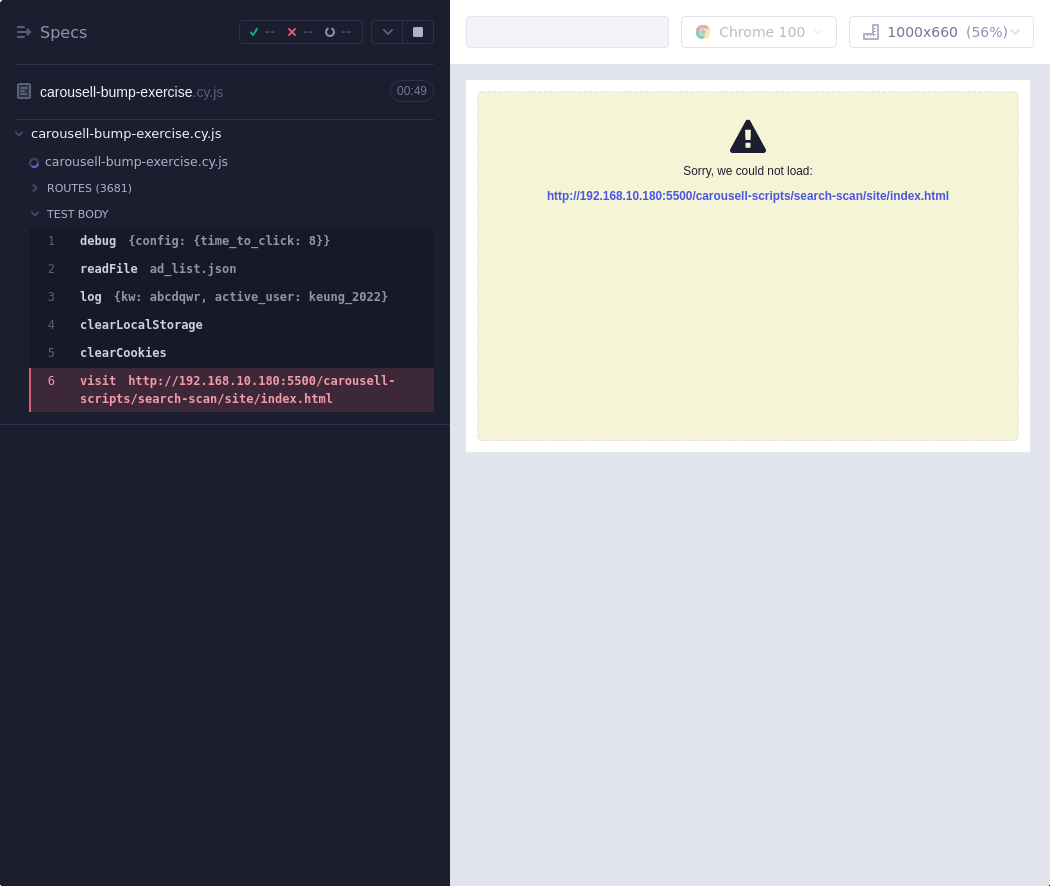 Specs
-- -- --
carousell-bump-exercise.cy.js 00:49
carousell-bump-exercise.cy.js
carousell-bump-exercise.cy.js
ROUTES (3681)
TEST BODY
1 debug {config: {time_to_click: 8}}
2 readFile ad_list.json
3 log {kw: abcdqwr, active_user: keung_2022}
4 clearLocalStorage
5 clearCookies
6 visit http://192.168.10.180:5500/carousell-
scripts/search-scan/site/index.html
Chrome 100
1000x660 (56%)
Sorry, we could not load:
http://192.168.10.180:5500/carousell-scripts/search-scan/site/index.html